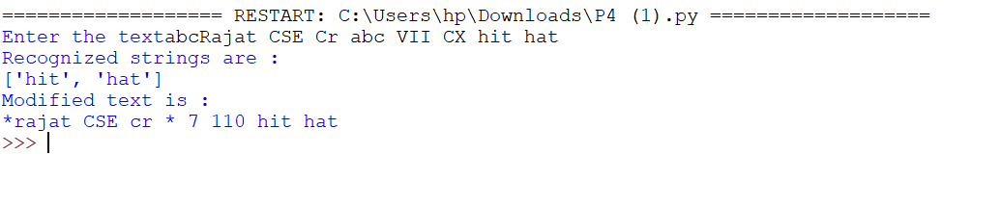 =================== RESTART: C:\Users\hp\Downloads\P4 (1).py ===================
Enter the textabcRajat CSE Cr abc VII CX hit hat
Recognized strings are :
['hit', 'hat']
Modified text is :
*rajat CSE cr * 7 110 hit hat
>>>